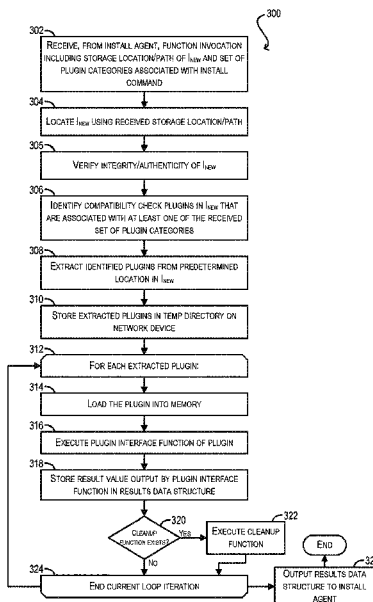 300
302
RECEIVE, FROM INSTALL AGENT, FUNCTION INVOCATION
INCLUDING STORAGE LOCATION/PATH OF INEW AND SET OF
PLUGIN CATEGORIES ASSOCIATED WITH INSTALL
COMMAND
304
LOCATE INEW USING RECEIVED STORAGE LOCATION/PATH
305
VERIFY INTEGRITY/AUTHENTICITY OF INEW
306
IDENTIFY COMPATIBILITY CHECK PLUGINS IN INEW THAT
ARE ASSOCIATED WITH AT LEAST ONE OF THE RECEIVED
SET OF PLUGIN CATEGORIES
308
EXTRACT IDENTIFIED PLUGINS FROM PREDETERMINED
LOCATION IN INEW
310
STORE EXTRACTED PLUGINS IN TEMP DIRECTORY ON
NETWORK DEVICE
312
FOR EACH EXTRACTED PLUGIN:
314
LOAD THE PLUGIN INTO MEMORY
316
EXECUTE PLUGIN INTERFACE FUNCTION OF PLUGIN
318
STORE RESULT VALUE OUTPUT BY PLUGIN INTERFACE
FUNCTION IN RESULTS DATA STRUCTURE
320
CLEANUP
FUNCTION EXISTS?
YES
322
EXECUTE CLEANUP
FUNCTION
NO
324
END CURRENT LOOP ITERATION
END
OUTPUT RESULTS DATA
STRUCTURE TO INSTALL
AGENT